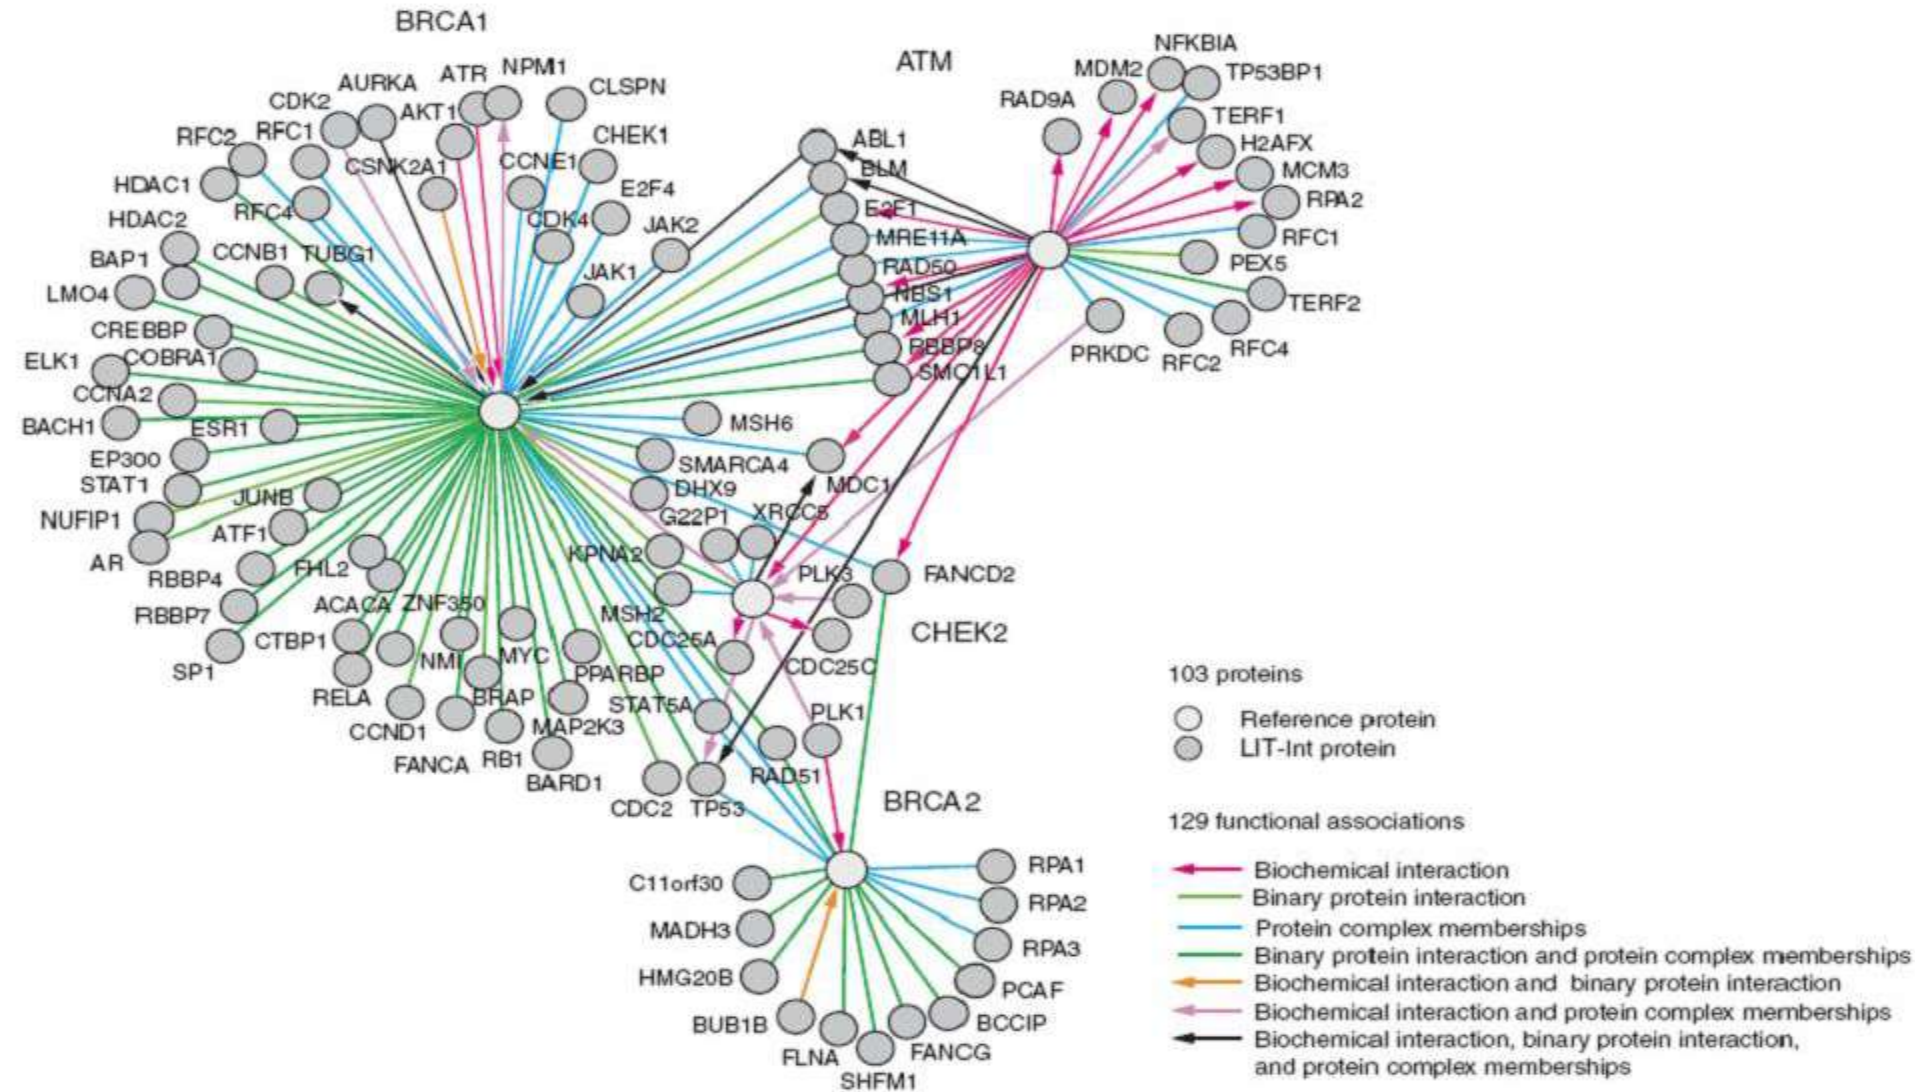 BRCA1
ATM
NFKBIA
MDM2
TP53BP1
RAD9A
TERF1
H2AFX
MCM3
RPA2
RFC1
PEX5
TERF2
RFC4
RFC2
PRKDC
ATR
NPM1
CLSPN
AURKA
AKT1
CDK2
RFC1
RFC2
CHEK1
CSNK2A1
CCNE1
HDAC1
E2F4
RFC4
CDK4
JAK2
HDAC2
CCNB1
TUBG1
JAK1
BAP1
LMO4
CREBBP
COBRA1
ELK1
CCNA2
BACH1
ESR1
EP300
STAT1
JUNB
NUFIP1
ATF1
AR
RBBP4
FHL2
RBBP7
ACACA
ZNF350
SP1
CTBP1
NMI
MYC
RELA
BRAP
PPARBP
CCND1
MAP2K3
FANCA
RB1
BARD1
ABL1
BLM
E2F1
MRE11A
RAD50
NBS1
MLH1
RBBP8
SMC1L1
MSH6
SMARCA4
MDC1
DHX9
G22P1
XRCC5
KPNA2
PLK3
FANCD2
MSH2
CHEK2
CDC25A
CDC25C
STAT5A
PLK1
RAD51
CDC2
TP53
BRCA2
C11orf30
RPA1
RPA2
MADH3
RPA3
HMG20B
PCAF
BUB1B
BCCIP
FLNA
FANCG
SHFM1
103 proteins
Reference protein
LIT-Int protein
129 functional associations
Biochemical interaction
Binary protein interaction
Protein complex memberships
Binary protein interaction and protein complex memberships
Biochemical interaction and binary protein interaction
Biochemical interaction and protein complex memberships
Biochemical interaction, binary protein interaction,
and protein complex memberships